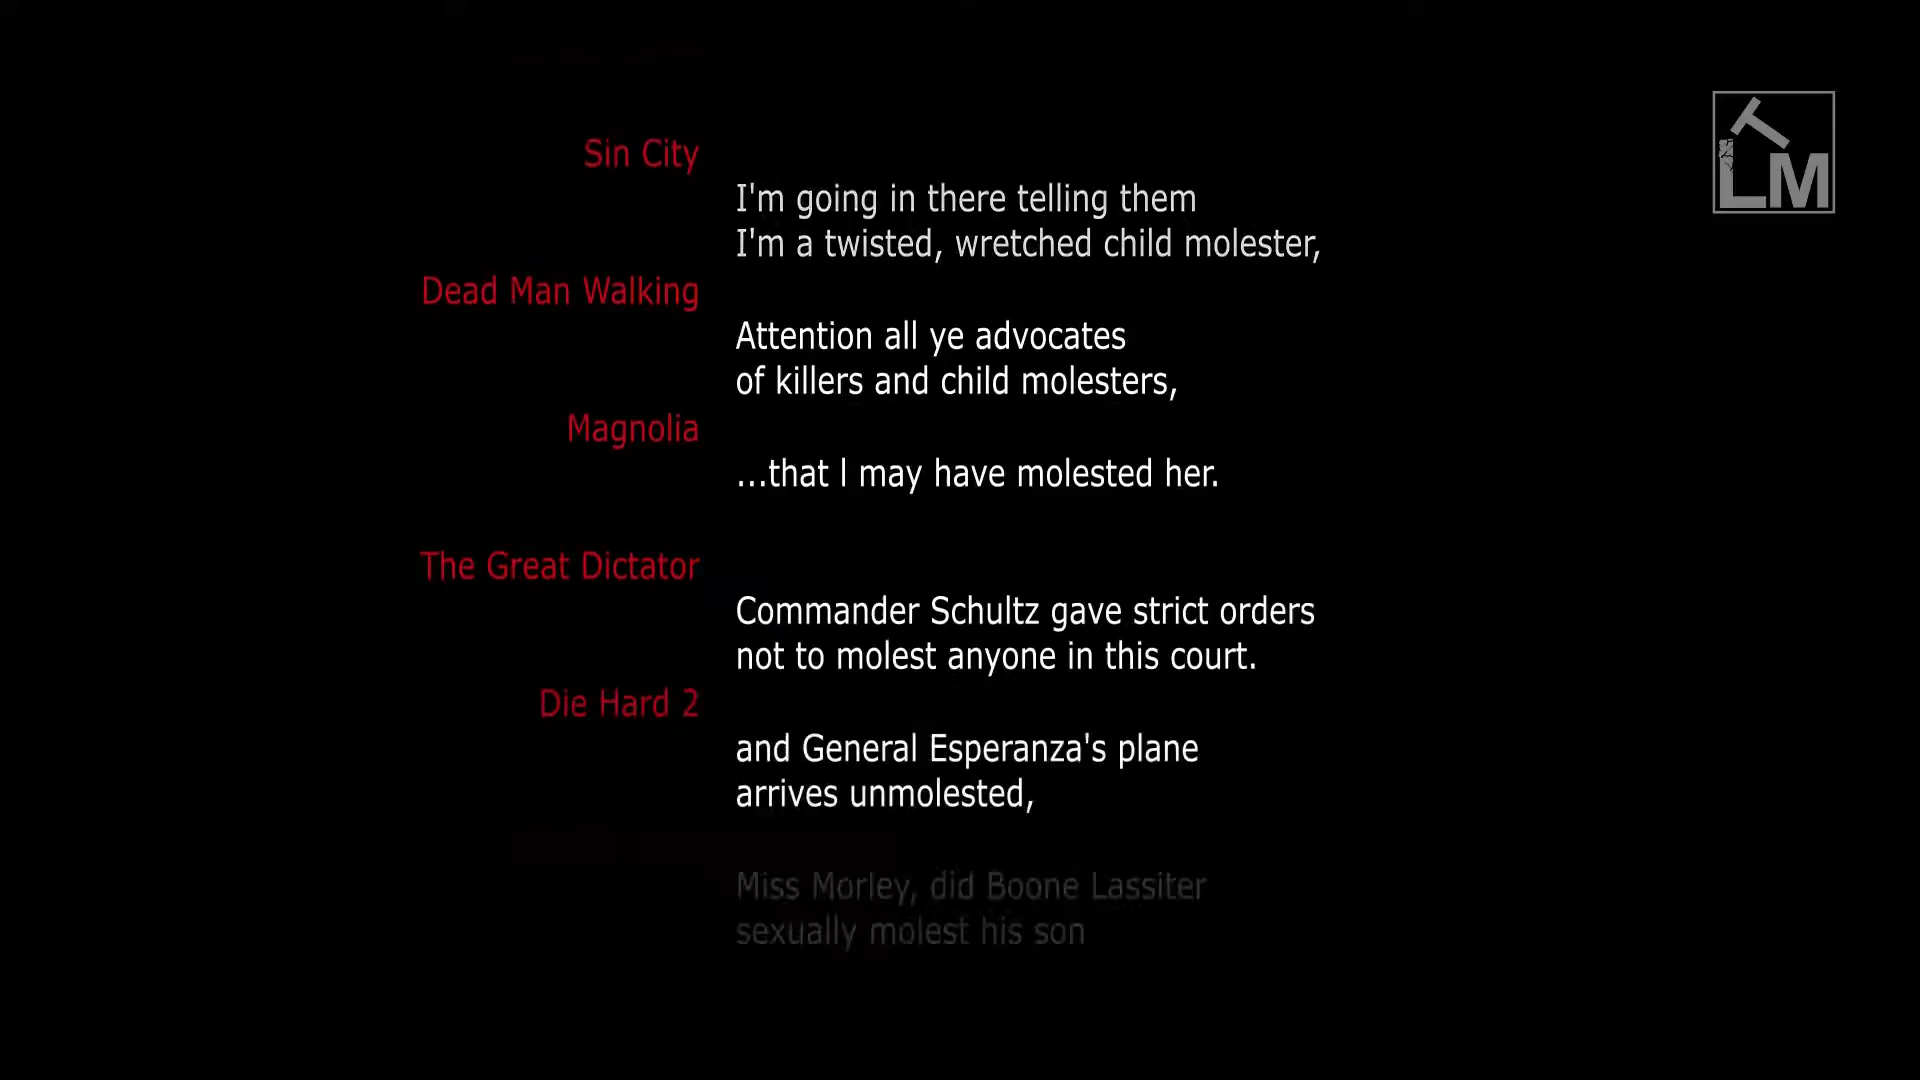 Sin City
I'm going in there telling them
I'm a twisted, wretched child molester,
Dead Man Walking
Attention all ye advocates
of killers and child molesters,
Magnolia
...that l may have molested her.
The Great Dictator
Commander Schultz gave strict orders
not to molest anyone in this court.
Die Hard 2
and General Esperanza's plane
arrives unmolested,
Miss Morley, did Boone Lassiter
sexually molest his son
TLM